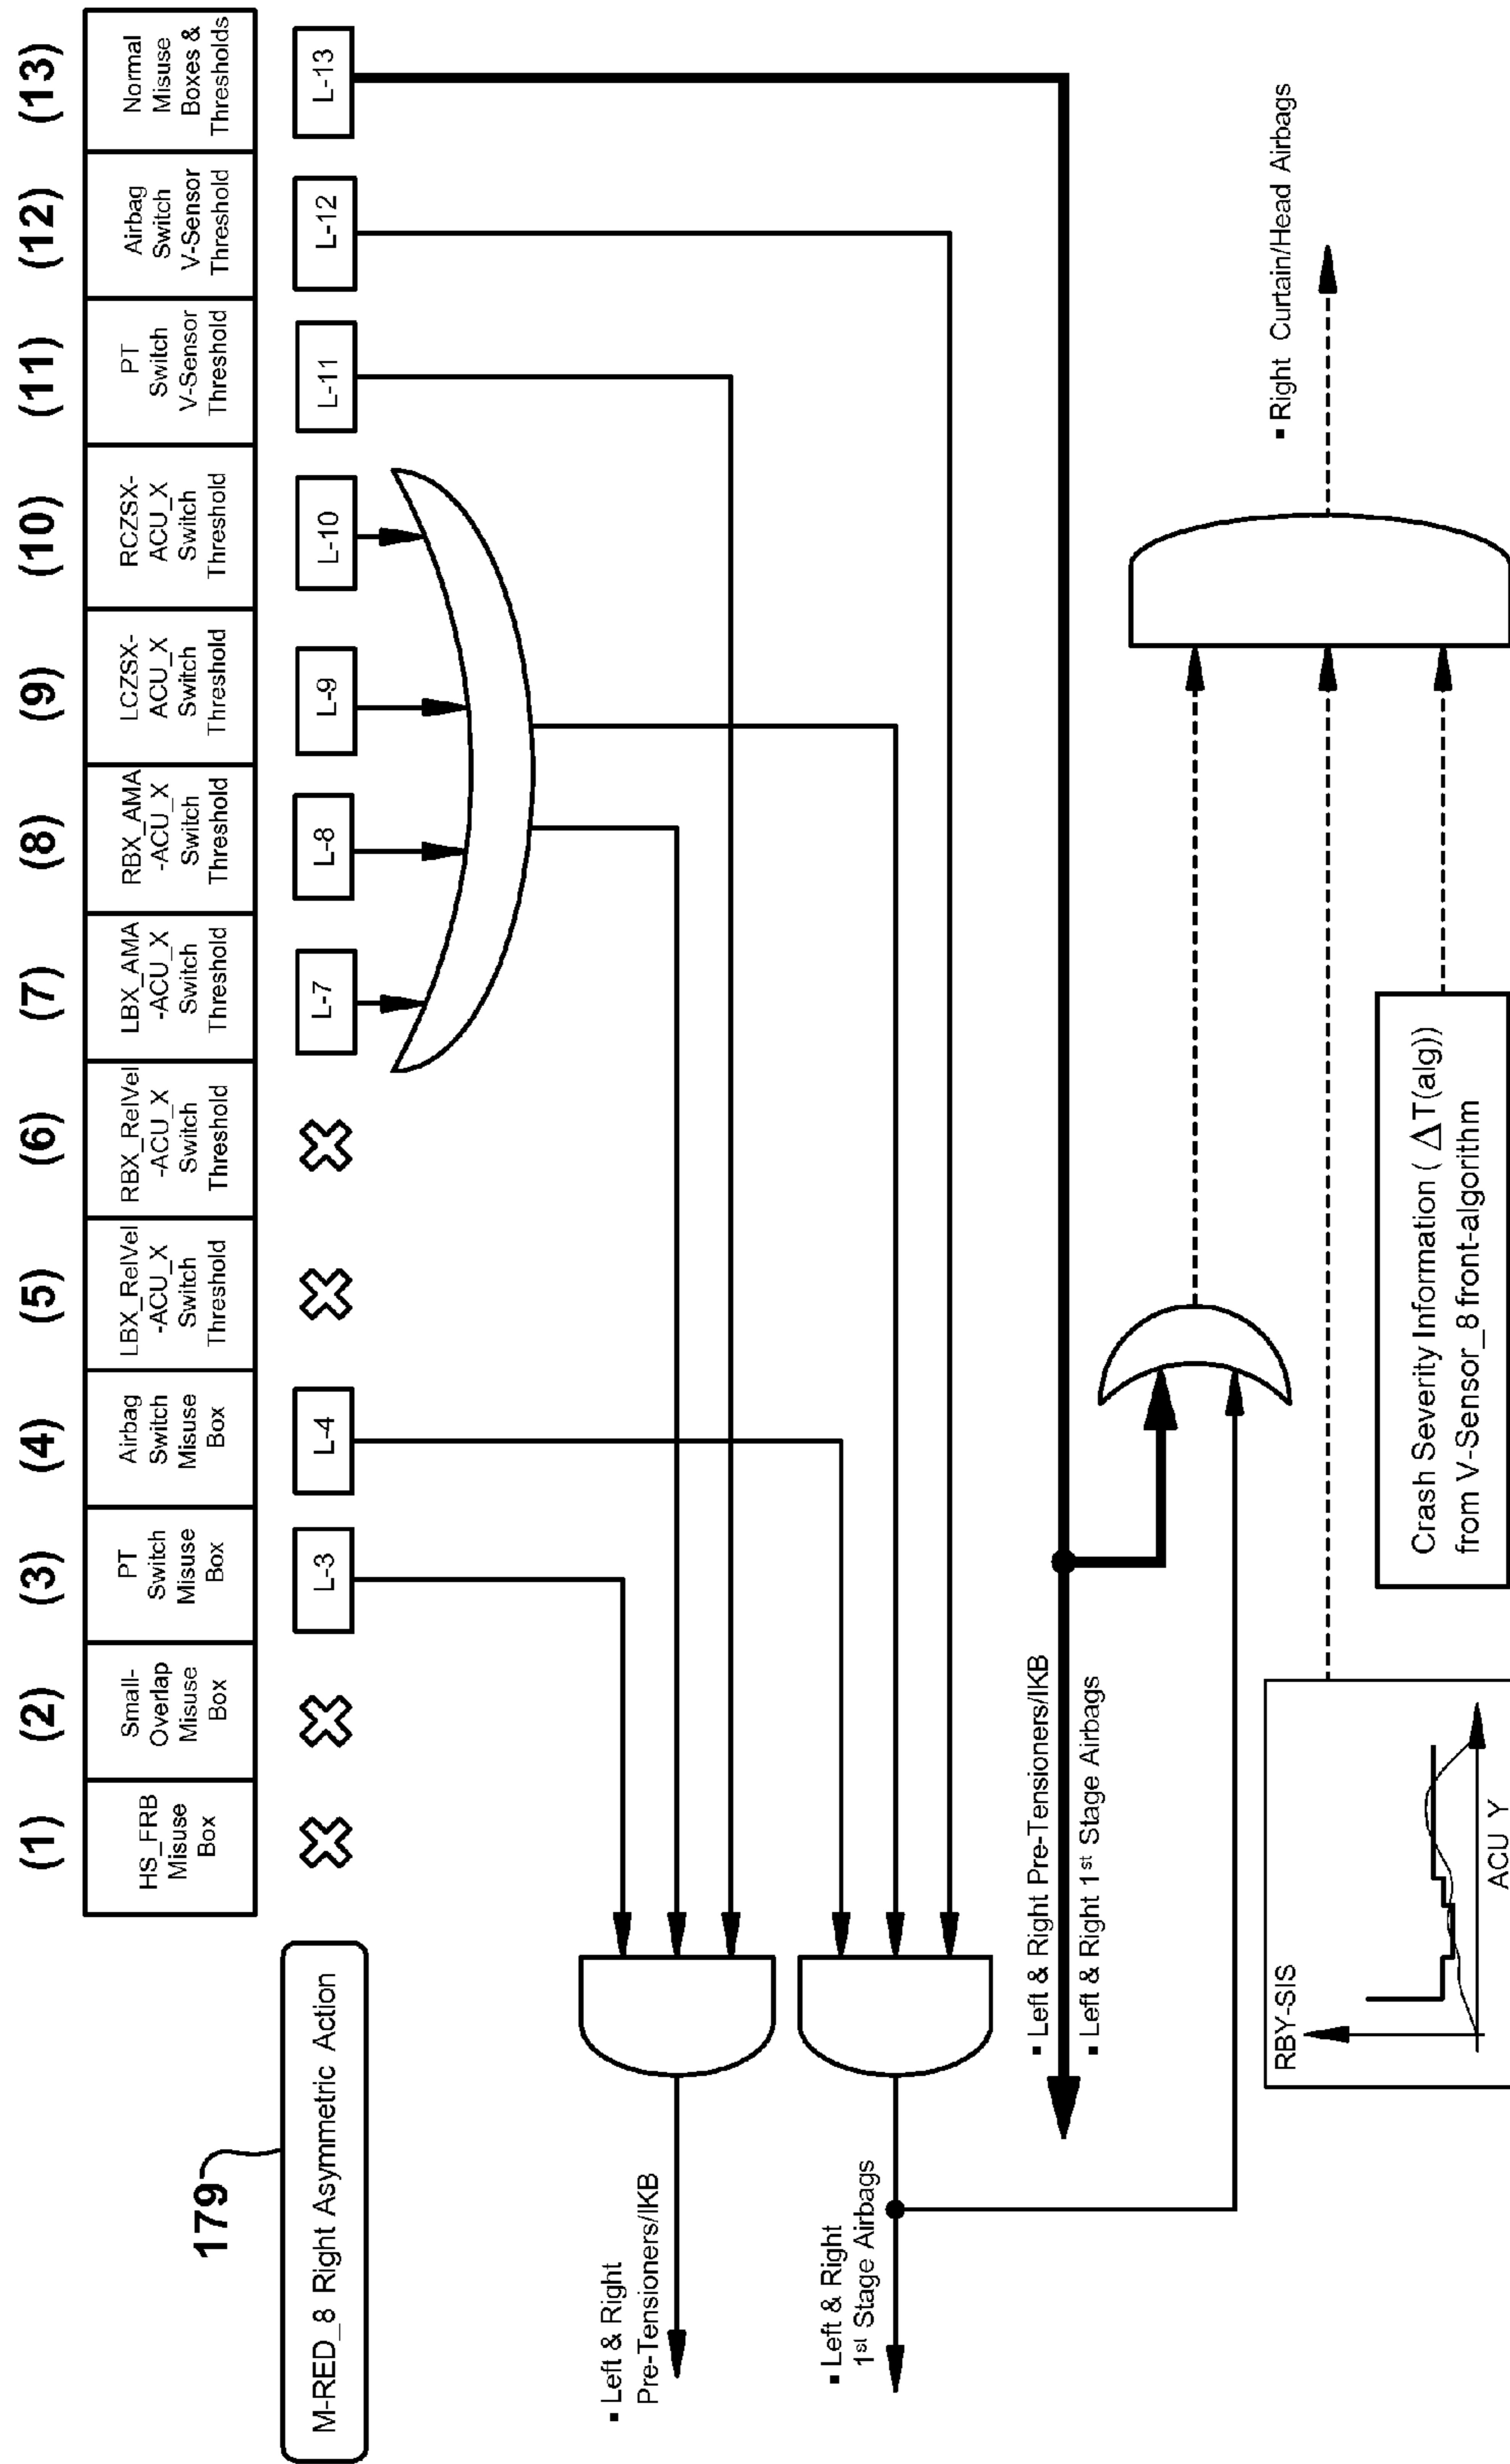 179
M-RED_8 Right Asymmetric Action
(1)
HS_FRB
Misuse
Box
(2)
Small-
Overlap
Misuse
Box
(3)
PT
Switch
Misuse
Box
L-3
(4)
Airbag
Switch
Misuse
Box
L-4
(5)
LBX_RelVel
-ACU_X
Switch
Threshold
(6)
RBX_RelVel
-ACU_X
Switch
Threshold
(7)
LBX_AMA
-ACU_X
Switch
Threshold
L-7
(8)
RBX_AMA
-ACU_X
Switch
Threshold
L-8
(9)
LCZSX-
ACU_X
Switch
Threshold
L-9
(10)
RCZSX-
ACU_X
Switch
Threshold
L-10
(11)
PT
Switch
V-Sensor
Threshold
L-11
(12)
Airbag
Switch
V-Sensor
Threshold
L-12
(13)
Normal
Misuse
Boxes &
Thresholds
L-13
▪ Left & Right
Pre-Tensioners/IKB
▪ Left & Right
1st Stage Airbags
▪ Left & Right Pre-Tensioners/IKB
▪ Left & Right 1st Stage Airbags
▪ Right Curtain/Head Airbags
RBY-SIS
ACU Y
Crash Severity Information ( ΔT(alg))
from V-Sensor_8 front-algorithm